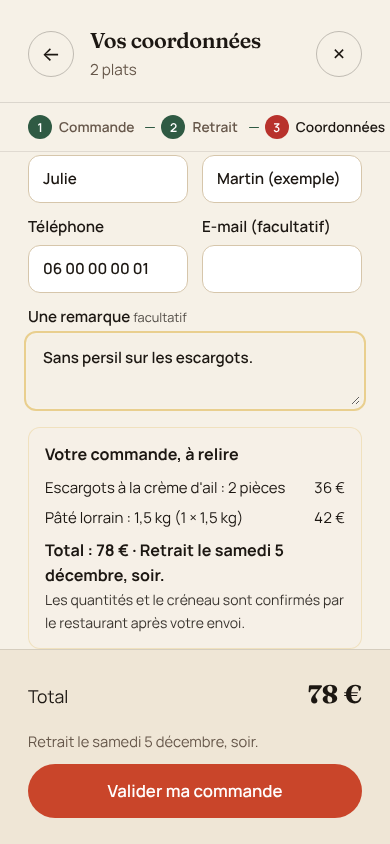 Vos coordonnées
2 plats
1 Commande — 2 Retrait — 3 Coordonnées
Julie Martin (exemple)
Téléphone E-mail (facultatif)
06 00 00 00 01
Une remarque facultatif
Sans persil sur les escargots.
Votre commande, à relire
Escargots à la crème d'ail : 2 pièces 36 €
Pâté lorrain : 1,5 kg (1 × 1,5 kg) 42 €
Total : 78 € · Retrait le samedi 5
décembre, soir.
Les quantités et le créneau sont confirmés par
le restaurant après votre envoi.
Total 78 €
Retrait le samedi 5 décembre, soir.
Valider ma commande